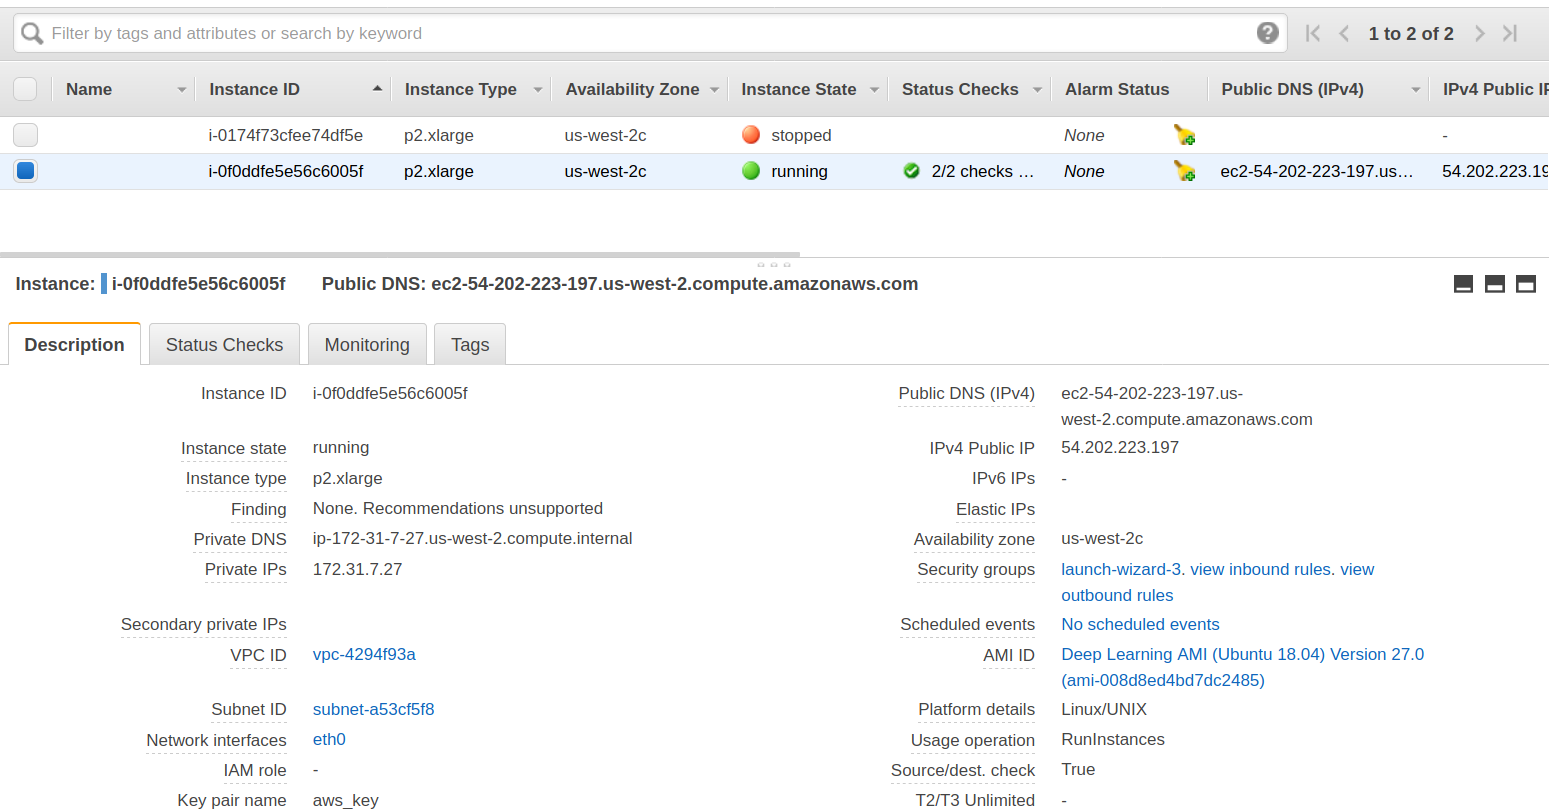 Filter by tags and attributes or search by keyword ? 1 to 2 of 2
Name Instance ID Instance Type Availability Zone Instance State Status Checks Alarm Status Public DNS (IPv4) IPv4 Public IP
i-0174f73cfee74df5e p2.xlarge us-west-2c stopped None -
i-0f0ddfe5e56c6005f p2.xlarge us-west-2c running 2/2 checks … None ec2-54-202-223-197.us… 54.202.223.19
Instance: i-0f0ddfe5e56c6005f Public DNS: ec2-54-202-223-197.us-west-2.compute.amazonaws.com
Description Status Checks Monitoring Tags
Instance ID i-0f0ddfe5e56c6005f Public DNS (IPv4) ec2-54-202-223-197.us-
west-2.compute.amazonaws.com
Instance state running IPv4 Public IP 54.202.223.197
Instance type p2.xlarge IPv6 IPs -
Finding None. Recommendations unsupported Elastic IPs
Private DNS ip-172-31-7-27.us-west-2.compute.internal Availability zone us-west-2c
Private IPs 172.31.7.27 Security groups launch-wizard-3. view inbound rules. view
outbound rules
Secondary private IPs Scheduled events No scheduled events
VPC ID vpc-4294f93a AMI ID Deep Learning AMI (Ubuntu 18.04) Version 27.0
(ami-008d8ed4bd7dc2485)
Subnet ID subnet-a53cf5f8 Platform details Linux/UNIX
Network interfaces eth0 Usage operation RunInstances
IAM role - Source/dest. check True
Key pair name aws_key T2/T3 Unlimited -